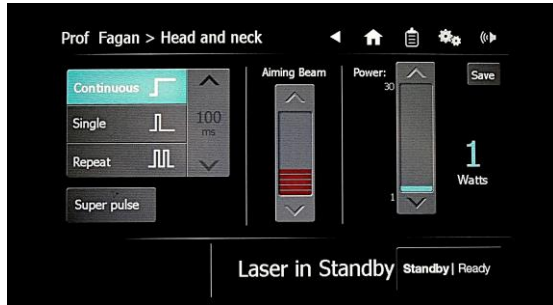 Prof Fagan > Head and neck
Continuous
Single
Repeat
100
ms
Super pulse
Aiming Beam
Power:
30
1
Save
1
Watts
Laser in Standby
Standby | Ready